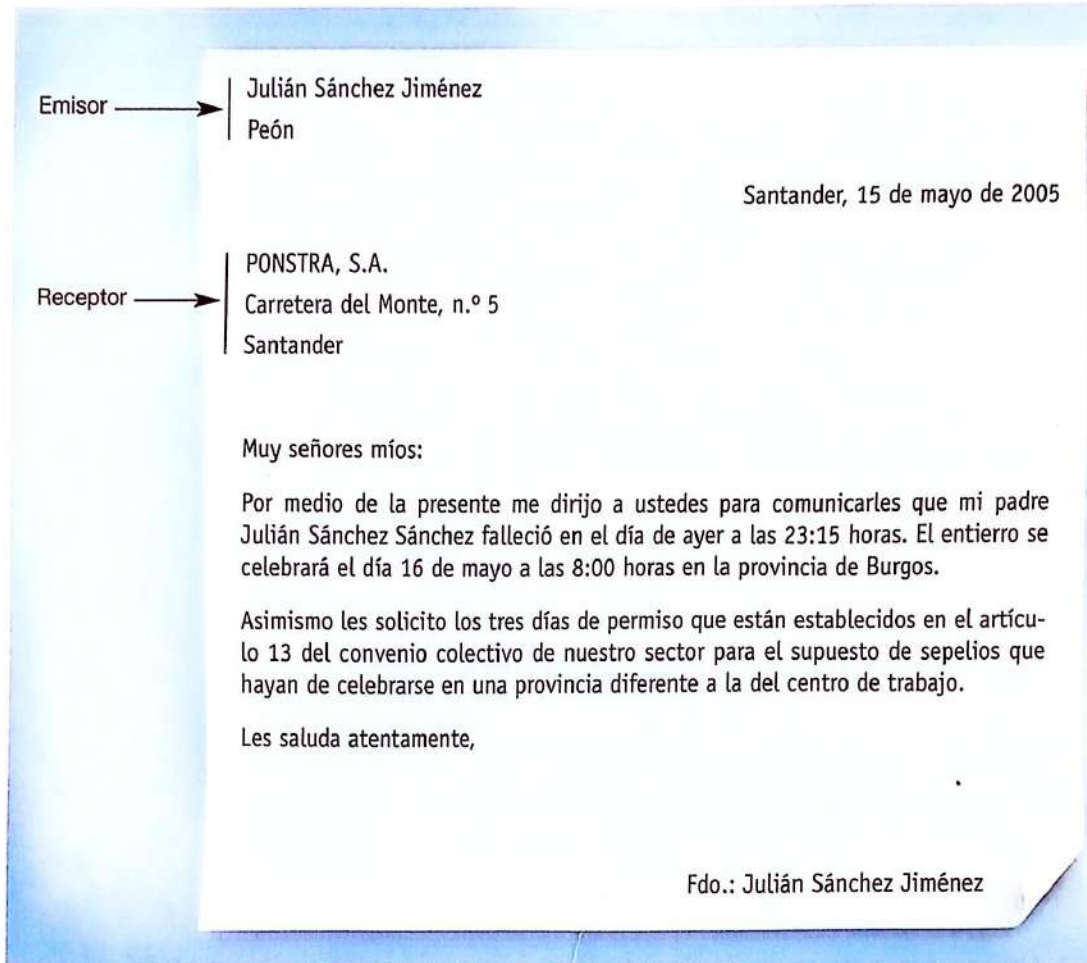 Emisor
Julián Sánchez Jiménez
Peón
Santander, 15 de mayo de 2005
Receptor
PONSTRA, S.A.
Carretera del Monte, n.º 5
Santander
Muy señores míos:
Por medio de la presente me dirijo a ustedes para comunicarles que mi padre
Julián Sánchez Sánchez falleció en el día de ayer a las 23:15 horas. El entierro se
celebrará el día 16 de mayo a las 8:00 horas en la provincia de Burgos.
Asimismo les solicito los tres días de permiso que están establecidos en el artícu-
lo 13 del convenio colectivo de nuestro sector para el supuesto de sepelios que
hayan de celebrarse en una provincia diferente a la del centro de trabajo.
Les saluda atentamente,
Fdo.: Julián Sánchez Jiménez